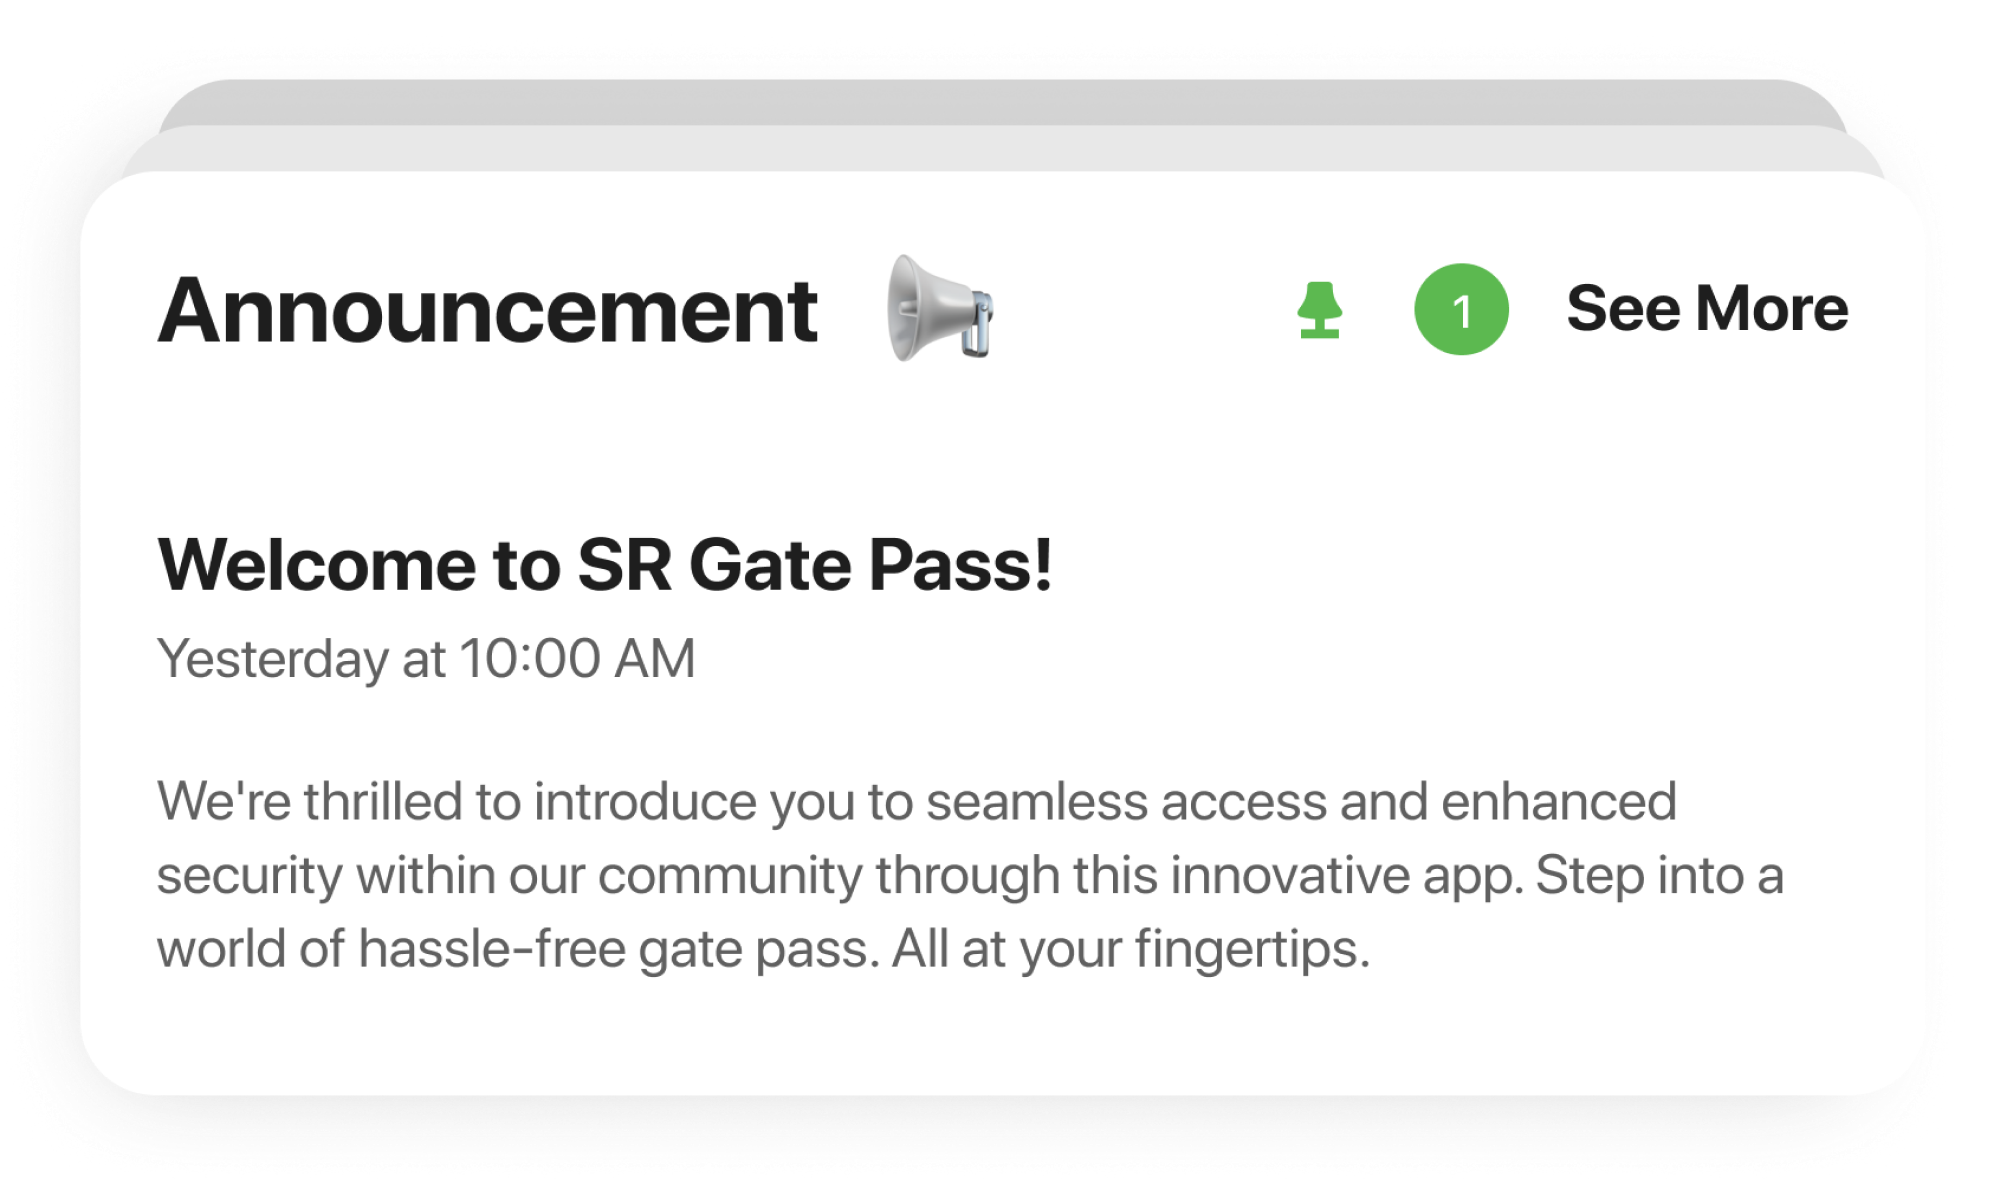 Announcement
1
See More
Welcome to SR Gate Pass!
Yesterday at 10:00 AM
We're thrilled to introduce you to seamless access and enhanced
security within our community through this innovative app. Step into a
world of hassle-free gate pass. All at your fingertips.